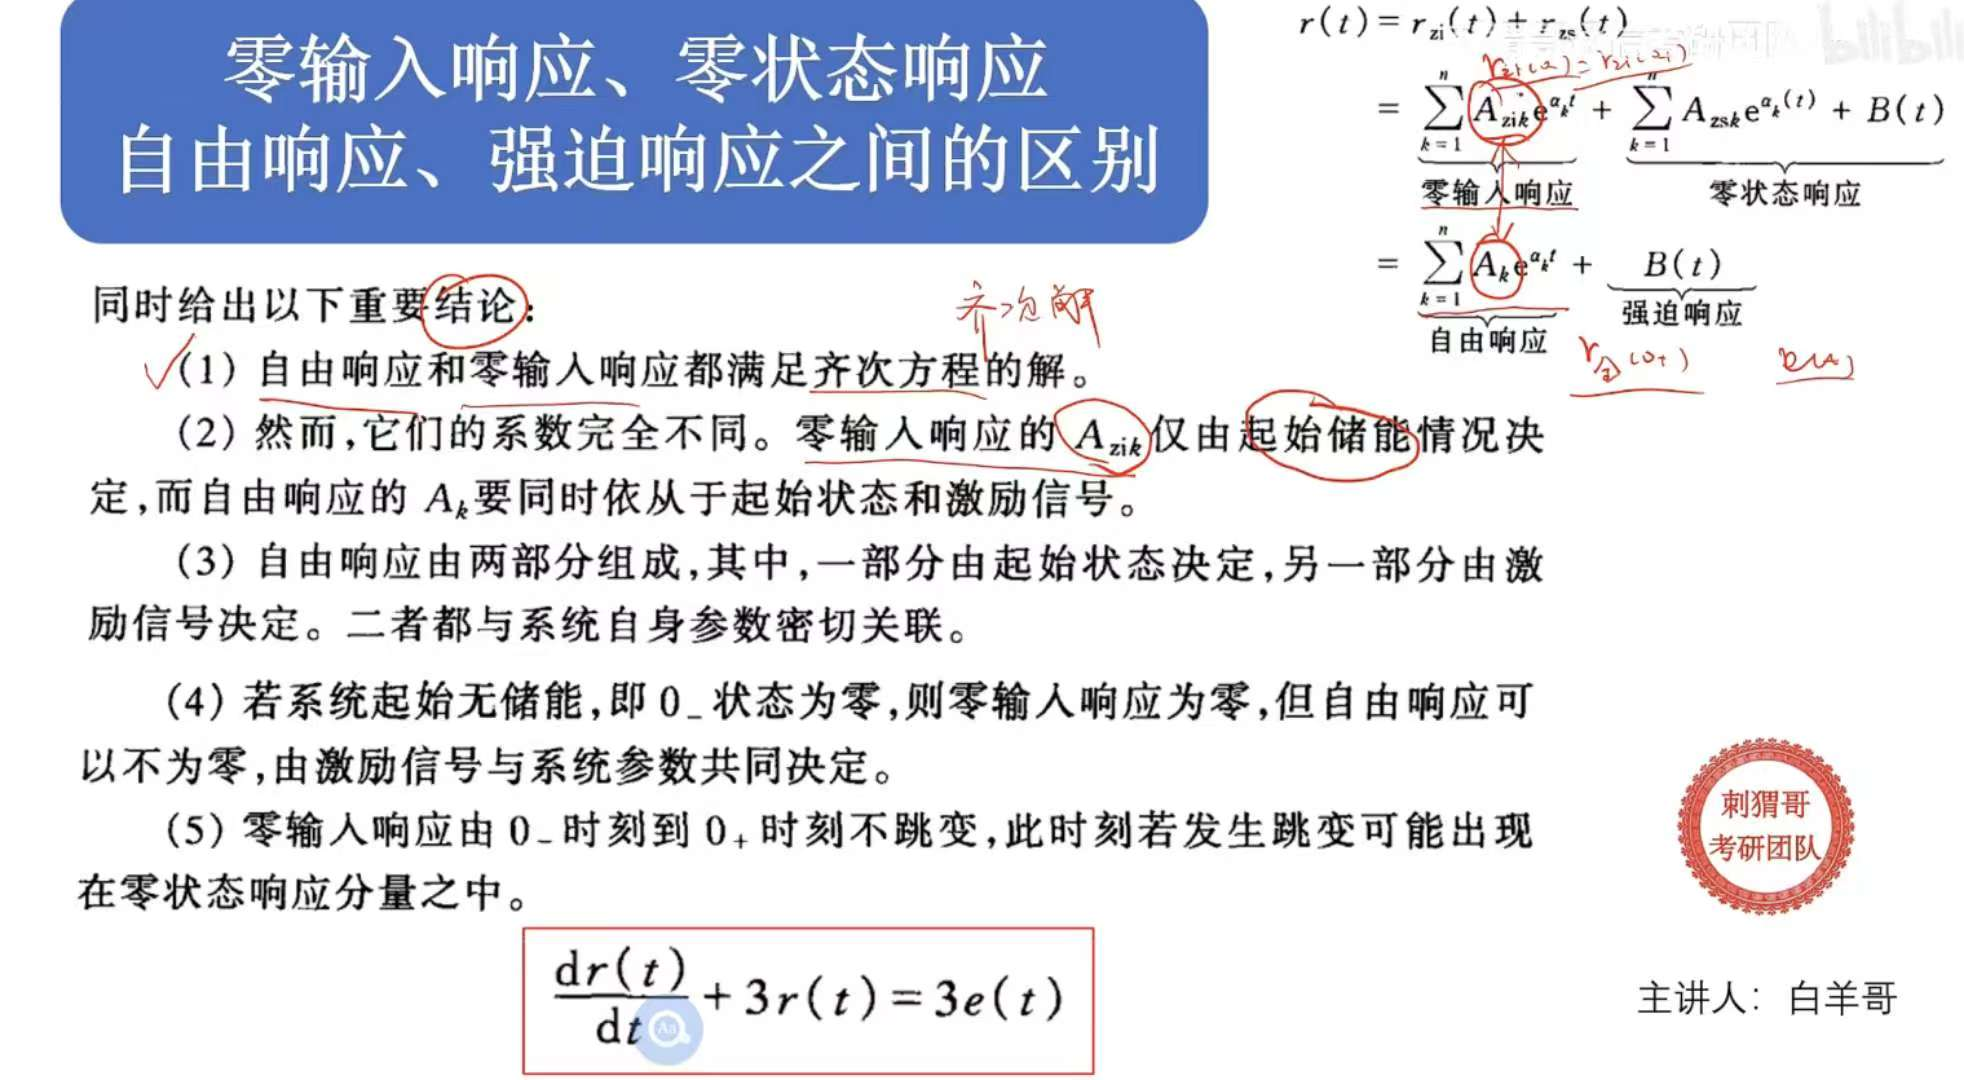 零输入响应、零状态响应
自由响应、强迫响应之间的区别
r(t) = r_zi(t) + r_zs(t)
r_zi(0_-) = r_zi(0_+)
= \sum_{k=1}^{n} A_{zik} e^{α_k t} + \sum_{k=1}^{n} A_{zsk} e^{α_k (t)} + B(t)
零输入响应 零状态响应
= \sum_{k=1}^{n} A_k e^{α_k t} + B(t)
自由响应 强迫响应
r_全(0_+)
bilibili
同时给出以下重要结论：
齐次解
(1) 自由响应和零输入响应都满足齐次方程的解。
(2) 然而，它们的系数完全不同。零输入响应的 A_{zik} 仅由起始储能情况决
定，而自由响应的 A_k 要同时依从于起始状态和激励信号。
(3) 自由响应由两部分组成，其中，一部分由起始状态决定，另一部分由激
励信号决定。二者都与系统自身参数密切关联。
(4) 若系统起始无储能，即 0_- 状态为零，则零输入响应为零，但自由响应可
以不为零，由激励信号与系统参数共同决定。
(5) 零输入响应由 0_- 时刻到 0_+ 时刻不跳变，此时刻若发生跳变可能出现
在零状态响应分量之中。
dr(t)/dt + 3r(t) = 3e(t)
刺猬哥
考研团队
主讲人：白羊哥